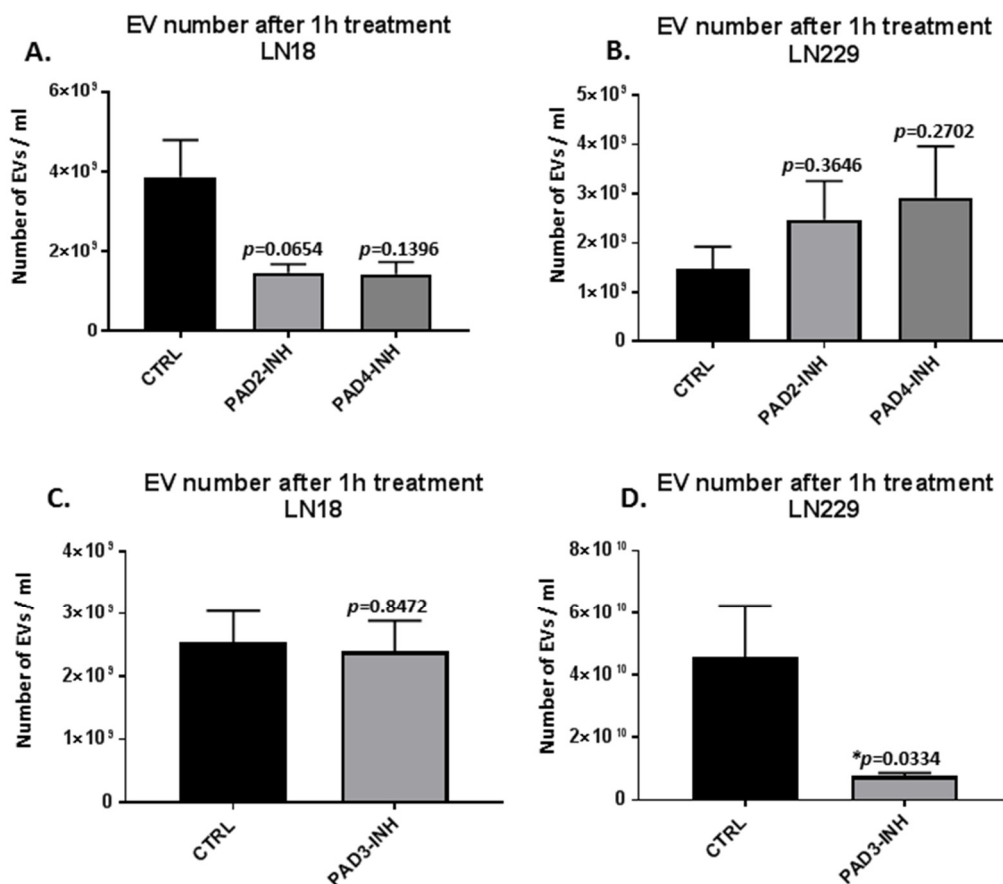 A.
EV number after 1h treatment
LN18
Number of EVs / ml
6×10⁹
4×10⁹
2×10⁹
0
p=0.0654
p=0.1396
CTRL
PAD2-INH
PAD4-INH
B.
EV number after 1h treatment
LN229
Number of EVs / ml
5×10⁹
4×10⁹
3×10⁹
2×10⁹
1×10⁹
0
p=0.3646
p=0.2702
CTRL
PAD2-INH
PAD4-INH
C.
EV number after 1h treatment
LN18
Number of EVs / ml
4×10⁹
3×10⁹
2×10⁹
1×10⁹
0
p=0.8472
CTRL
PAD3-INH
D.
EV number after 1h treatment
LN229
Number of EVs / ml
8×10¹⁰
6×10¹⁰
4×10¹⁰
2×10¹⁰
0
*p=0.0334
CTRL
PAD3-INH